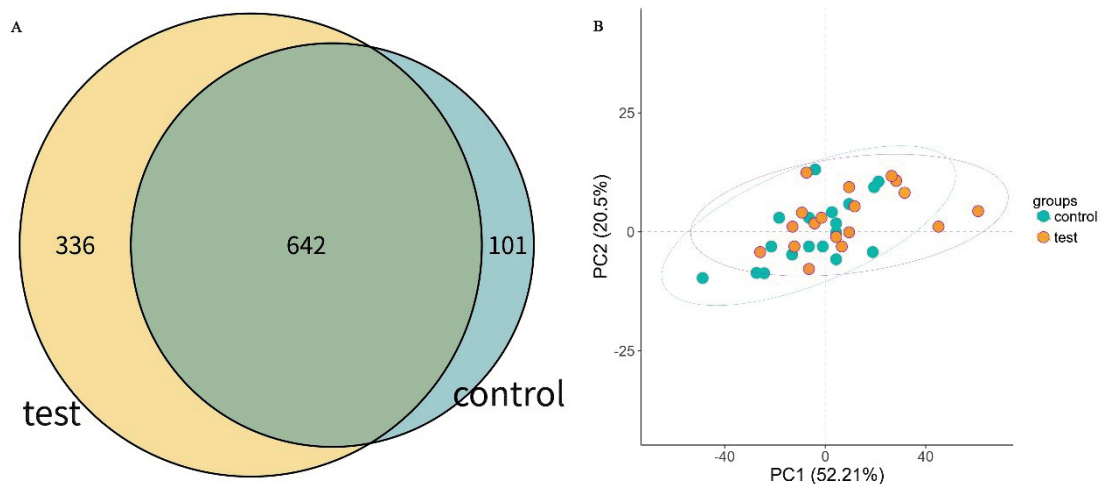 A
336
642
101
test
control
B
PC2 (20.5%)
25
0
-25
-40
0
40
PC1 (52.21%)
groups
control
test